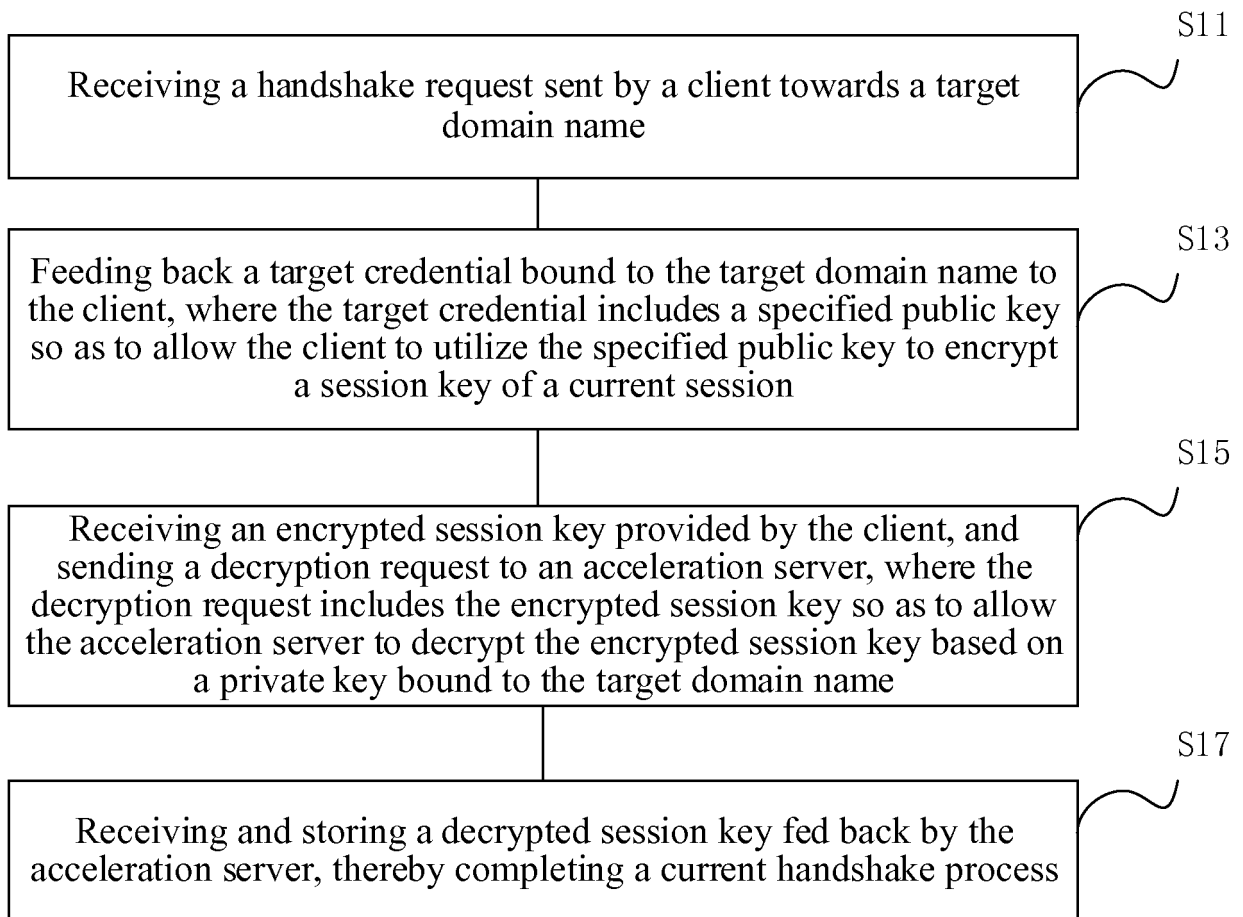 S11
Receiving a handshake request sent by a client towards a target
domain name
S13
Feeding back a target credential bound to the target domain name to
the client, where the target credential includes a specified public key
so as to allow the client to utilize the specified public key to encrypt
a session key of a current session
S15
Receiving an encrypted session key provided by the client, and
sending a decryption request to an acceleration server, where the
decryption request includes the encrypted session key so as to allow
the acceleration server to decrypt the encrypted session key based on
a private key bound to the target domain name
S17
Receiving and storing a decrypted session key fed back by the
acceleration server, thereby completing a current handshake process